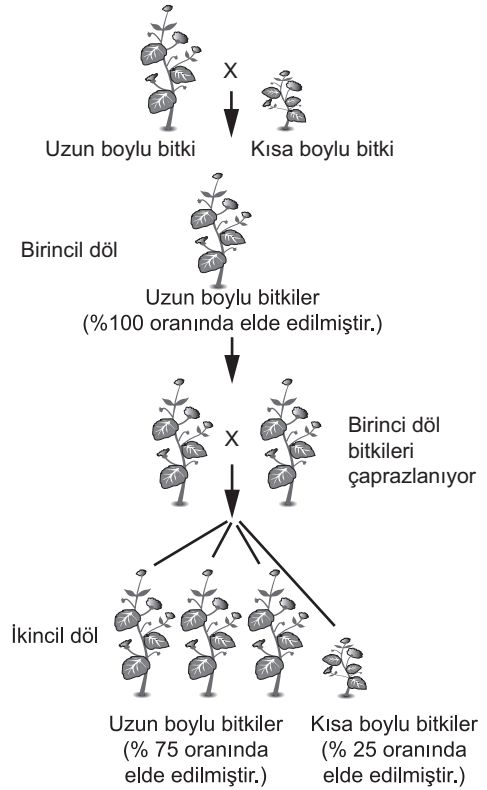 X
Uzun boylu bitki
Kısa boylu bitki
Birincil döl
Uzun boylu bitkiler
(%100 oranında elde edilmiştir.)
X
Birinci döl
bitkileri
çaprazlanıyor
İkincil döl
Uzun boylu bitkiler
(% 75 oranında
elde edilmiştir.)
Kısa boylu bitkiler
(% 25 oranında
elde edilmiştir.)